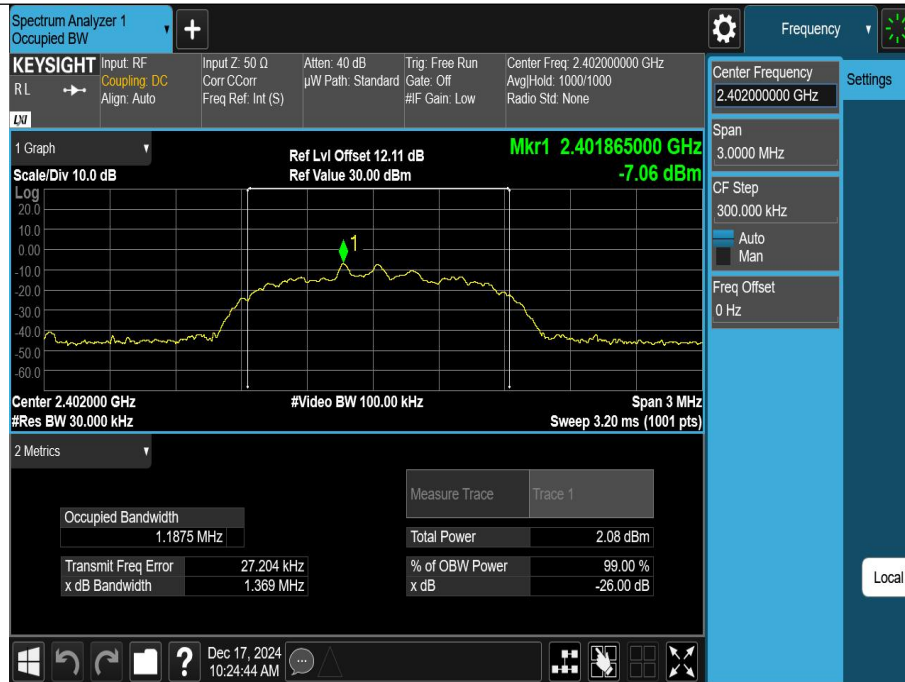 Spectrum Analyzer 1
Occupied BW
+
Frequency
KEYSIGHT
RL
LXI
Input: RF
Coupling: DC
Align: Auto
Input Z: 50 Ω
Corr CCorr
Freq Ref: Int (S)
Atten: 40 dB
µW Path: Standard
Trig: Free Run
Gate: Off
#IF Gain: Low
Center Freq: 2.402000000 GHz
Avg|Hold: 1000/1000
Radio Std: None
Center Frequency
2.402000000 GHz
Settings
Span
3.0000 MHz
CF Step
300.000 kHz
Auto
Man
Freq Offset
0 Hz
Local
1 Graph
Scale/Div 10.0 dB
Ref Lvl Offset 12.11 dB
Ref Value 30.00 dBm
Mkr1 2.401865000 GHz
-7.06 dBm
Log
20.0
10.0
0.00
-10.0
-20.0
-30.0
-40.0
-50.0
-60.0
1
Center 2.402000 GHz
#Res BW 30.000 kHz
#Video BW 100.00 kHz
Span 3 MHz
Sweep 3.20 ms (1001 pts)
2 Metrics
Measure Trace
Trace 1
Occupied Bandwidth
1.1875 MHz
Total Power
2.08 dBm
Transmit Freq Error
27.204 kHz
% of OBW Power
99.00 %
x dB Bandwidth
1.369 MHz
x dB
-26.00 dB
?
Dec 17, 2024
10:24:44 AM